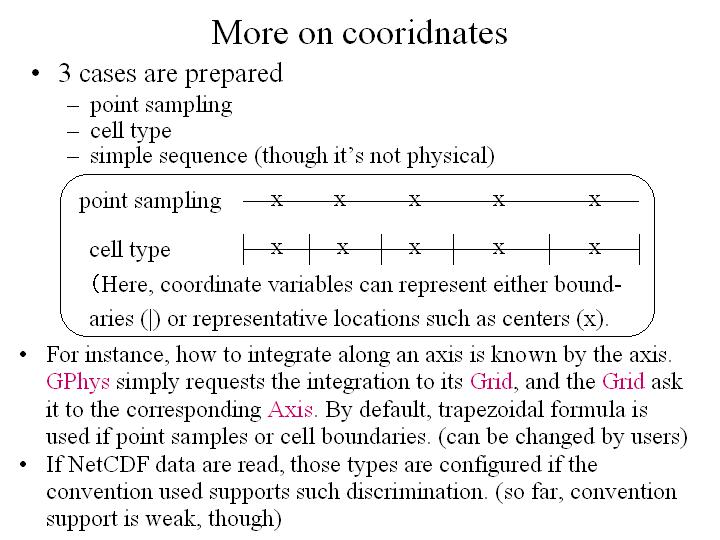 More on cooridnates
• 3 cases are prepared
– point sampling
– cell type
– simple sequence (though it’s not physical)
point sampling x x x x x
cell type | x | x | x | x | x |
(Here, coordinate variables can represent either bound-
aries (|) or representative locations such as centers (x).
• For instance, how to integrate along an axis is known by the axis.
GPhys simply requests the integration to its Grid, and the Grid ask
it to the corresponding Axis. By default, trapezoidal formula is
used if point samples or cell boundaries. (can be changed by users)
• If NetCDF data are read, those types are configured if the
convention used supports such discrimination. (so far, convention
support is weak, though)